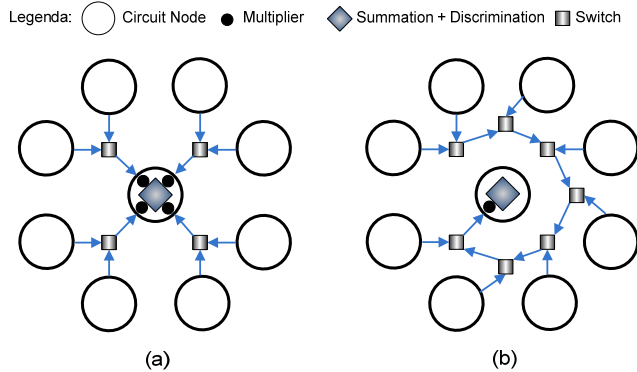 Legenda: Circuit Node Multiplier Summation + Discrimination Switch
(a) (b)